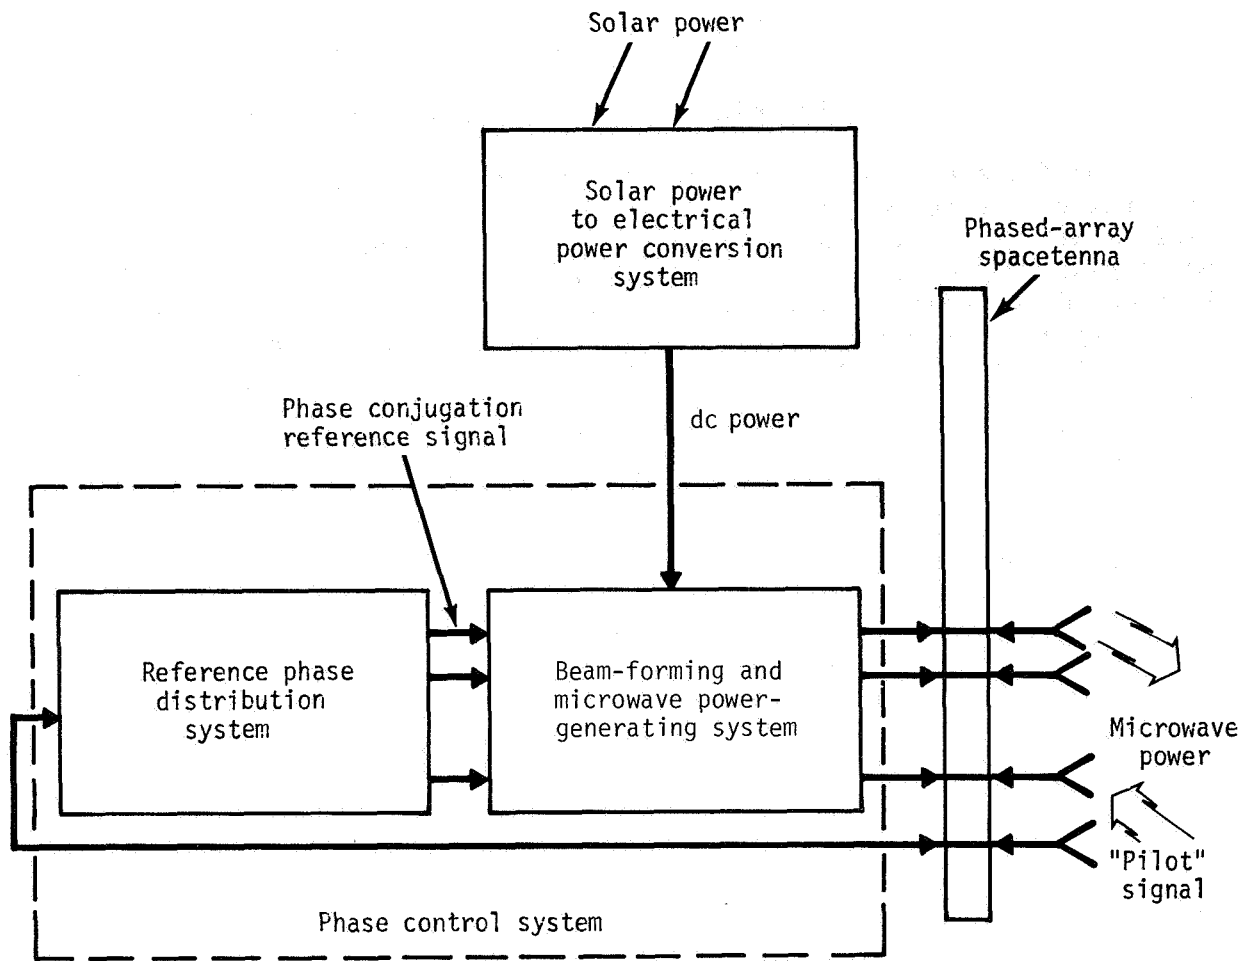 Solar power
Solar power
to electrical
power conversion
system
Phased-array
spacetenna
Phase conjugation
reference signal
dc power
Reference phase
distribution
system
Beam-forming and
microwave power-
generating system
Microwave
power
"Pilot"
signal
Phase control system